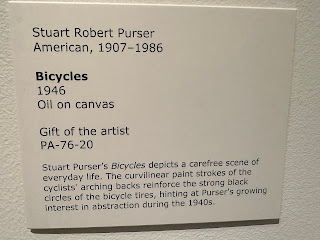 Stuart Robert Purser
American, 1907–1986
Bicycles
1946
Oil on canvas
Gift of the artist
PA-76-20
Stuart Purser's Bicycles depicts a carefree scene of
everyday life. The curvilinear paint strokes of the
cyclists' arching backs reinforce the strong black
circles of the bicycle tires, hinting at Purser's growing
interest in abstraction during the 1940s.